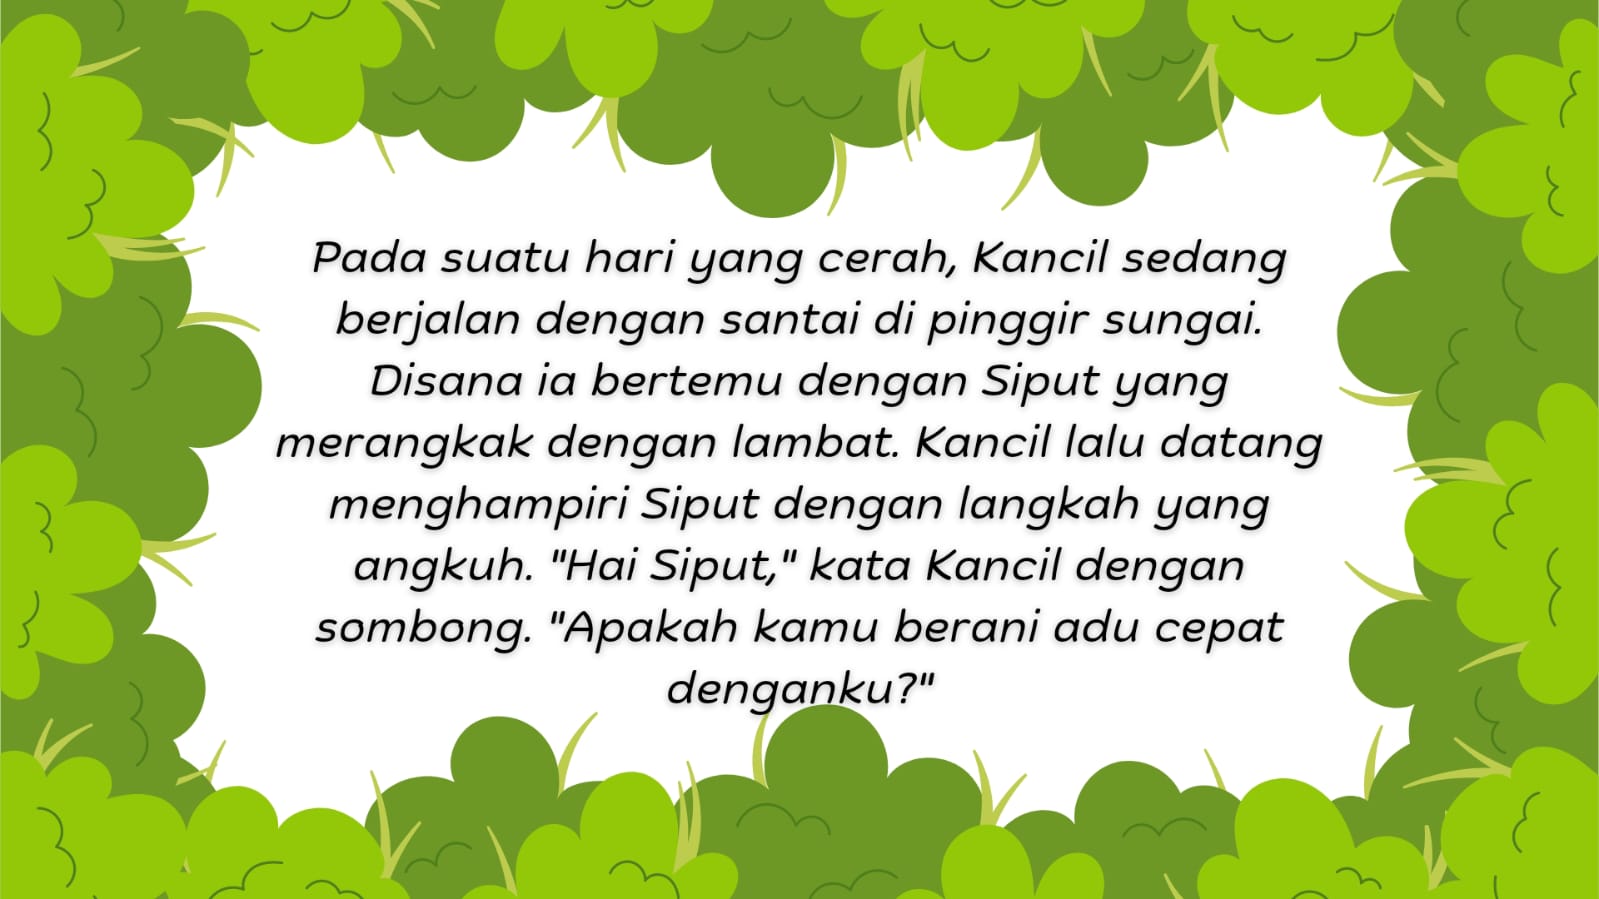 Pada suatu hari yang cerah, Kancil sedang
berjalan dengan santai di pinggir sungai.
Disana ia bertemu dengan Siput yang
merangkak dengan lambat. Kancil lalu datang
menghampiri Siput dengan langkah yang
angkuh. "Hai Siput," kata Kancil dengan
sombong. "Apakah kamu berani adu cepat
denganku?"